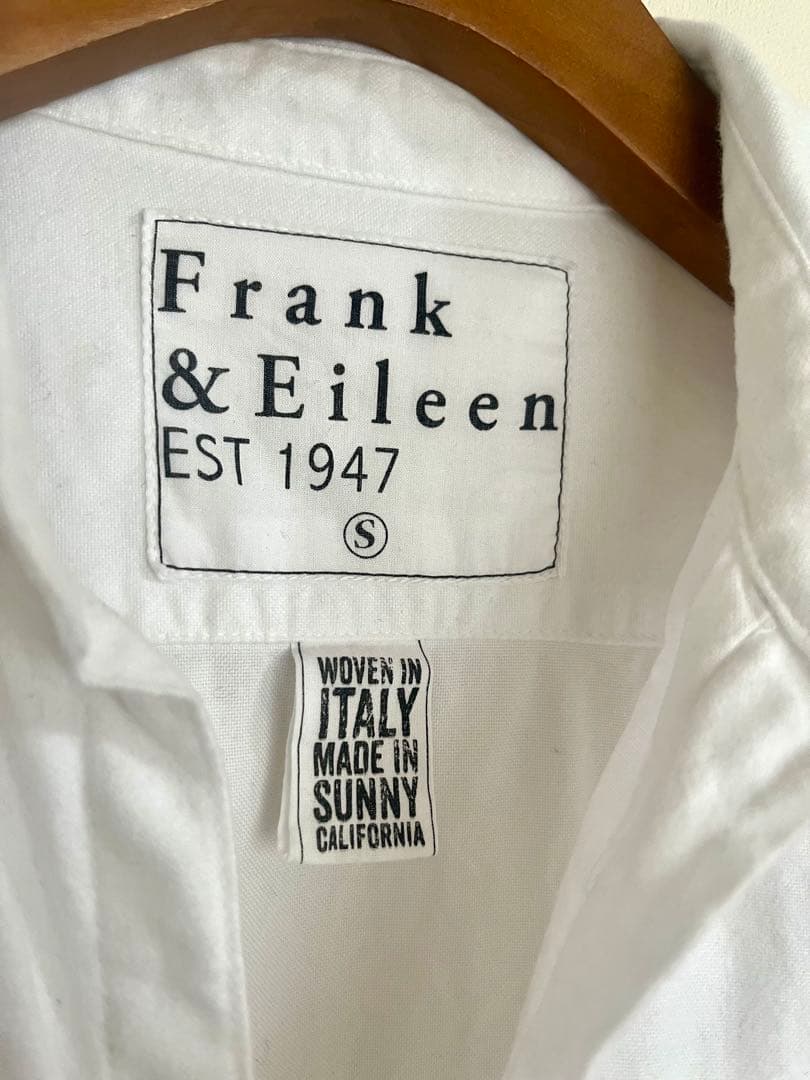 Frank
& Eileen
EST 1947
S
WOVEN IN
ITALY
MADE IN
SUNNY
CALIFORNIA